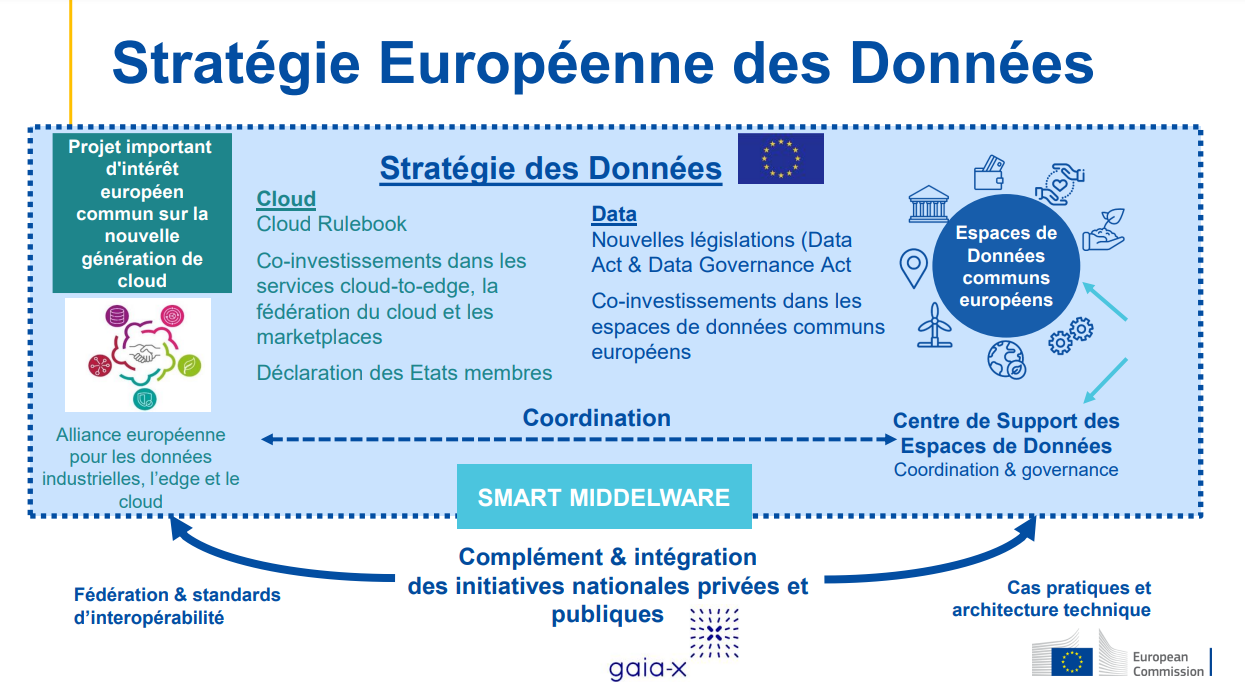 Stratégie Européenne des Données
Projet important
d'intérêt
européen
commun sur la
nouvelle
génération de
cloud
Alliance européenne
pour les données
industrielles, l'edge et le
cloud
Stratégie des Données
Cloud
Cloud Rulebook
Co-investissements dans les
services cloud-to-edge, la
fédération du cloud et les
marketplaces
Déclaration des Etats membres
Data
Nouvelles législations (Data
Act & Data Governance Act
Co-investissements dans les
espaces de données communs
européens
Espaces de
Données
communs
européens
Coordination
Centre de Support des
Espaces de Données
Coordination & governance
SMART MIDDELWARE
Complément & intégration
des initiatives nationales privées et
publiques
Fédération & standards
d'interopérabilité
Cas pratiques et
architecture technique
gaia-x
European
Commission